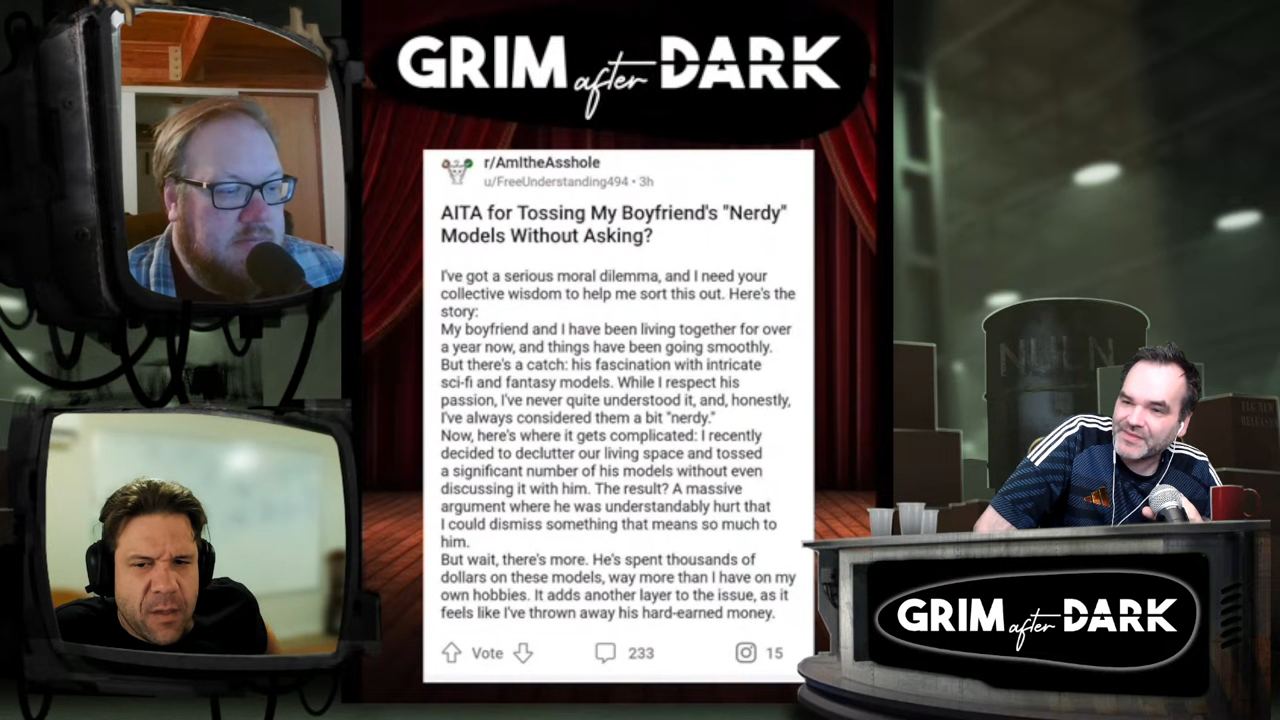 GRIM after DARK
r/AmItheAsshole
u/FreeUnderstanding494 • 3h
AITA for Tossing My Boyfriend's "Nerdy"
Models Without Asking?
I've got a serious moral dilemma, and I need your
collective wisdom to help me sort this out. Here's the
story:
My boyfriend and I have been living together for over
a year now, and things have been going smoothly.
But there's a catch: his fascination with intricate
sci-fi and fantasy models. While I respect his
passion, I've never quite understood it, and, honestly,
I've always considered them a bit "nerdy."
Now, here's where it gets complicated: I recently
decided to declutter our living space and tossed
a significant number of his models without even
discussing it with him. The result? A massive
argument where he was understandably hurt that
I could dismiss something that means so much to
him.
But wait, there's more. He's spent thousands of
dollars on these models, way more than I have on my
own hobbies. It adds another layer to the issue, as it
feels like I've thrown away his hard-earned money.
Vote 233 15
GRIM after DARK